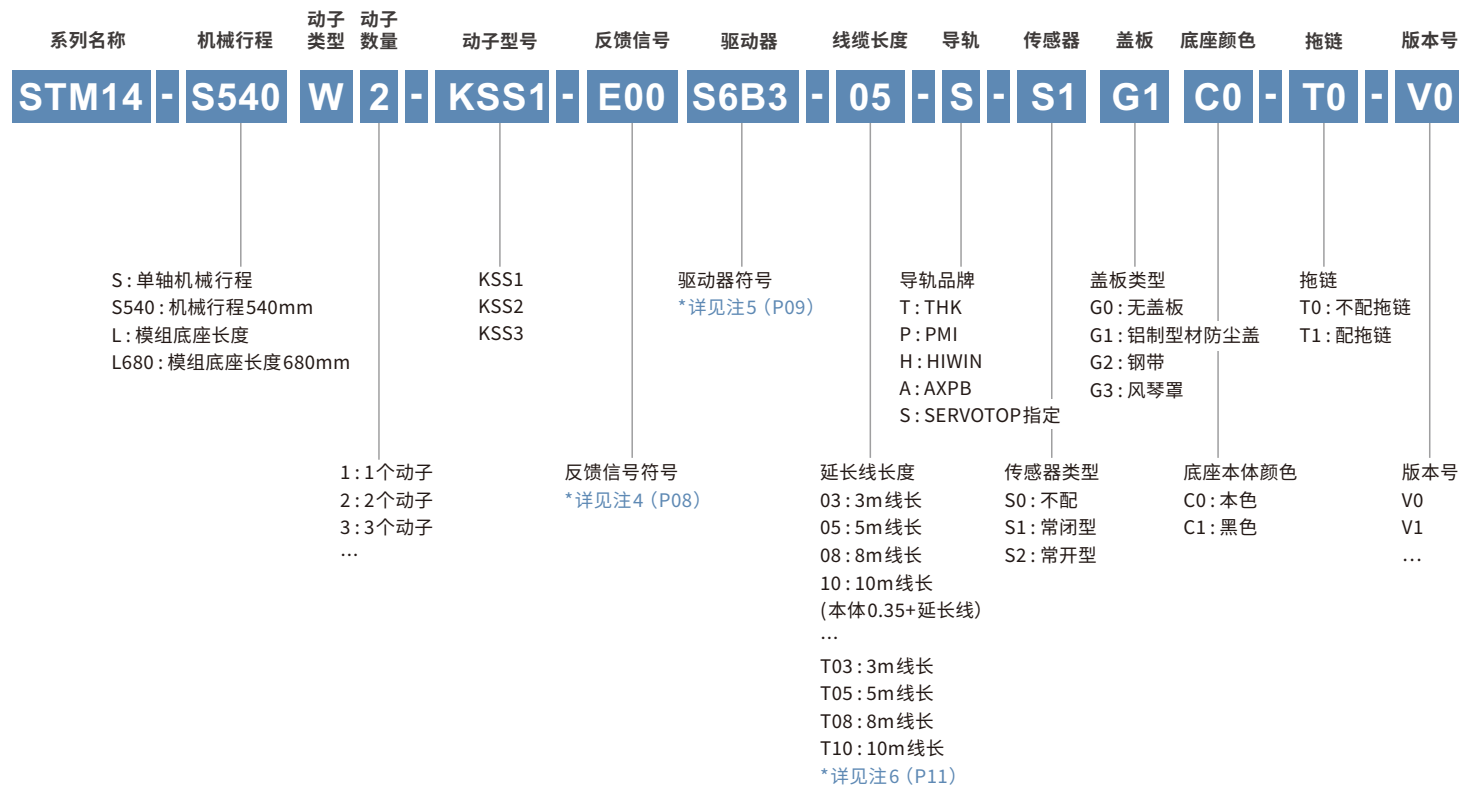 系列名称 机械行程 动子类型 动子数量 动子型号 反馈信号 驱动器 线缆长度 导轨 传感器 盖板 底座颜色 拖链 版本号
STM14 - S540 W 2 - KSS1 - E00 S6B3 - 05 - S - S1 G1 C0 - T0 - V0
S：单轴机械行程
S540：机械行程540mm
L：模组底座长度
L680：模组底座长度680mm
KSS1
KSS2
KSS3
驱动器符号
*详见注5（P09）
导轨品牌
T：THK
P：PMI
H：HIWIN
A：AXPB
S：SERVOTOP指定
盖板类型
G0：无盖板
G1：铝制型材防尘盖
G2：钢带
G3：风琴罩
拖链
T0：不配拖链
T1：配拖链
1：1个动子
2：2个动子
3：3个动子
…
反馈信号符号
*详见注4（P08）
延长线长度
03：3m线长
05：5m线长
08：8m线长
10：10m线长
(本体0.35+延长线）
…
T03：3m线长
T05：5m线长
T08：8m线长
T10：10m线长
*详见注6（P11）
传感器类型
S0：不配
S1：常闭型
S2：常开型
底座本体颜色
C0：本色
C1：黑色
版本号
V0
V1
…